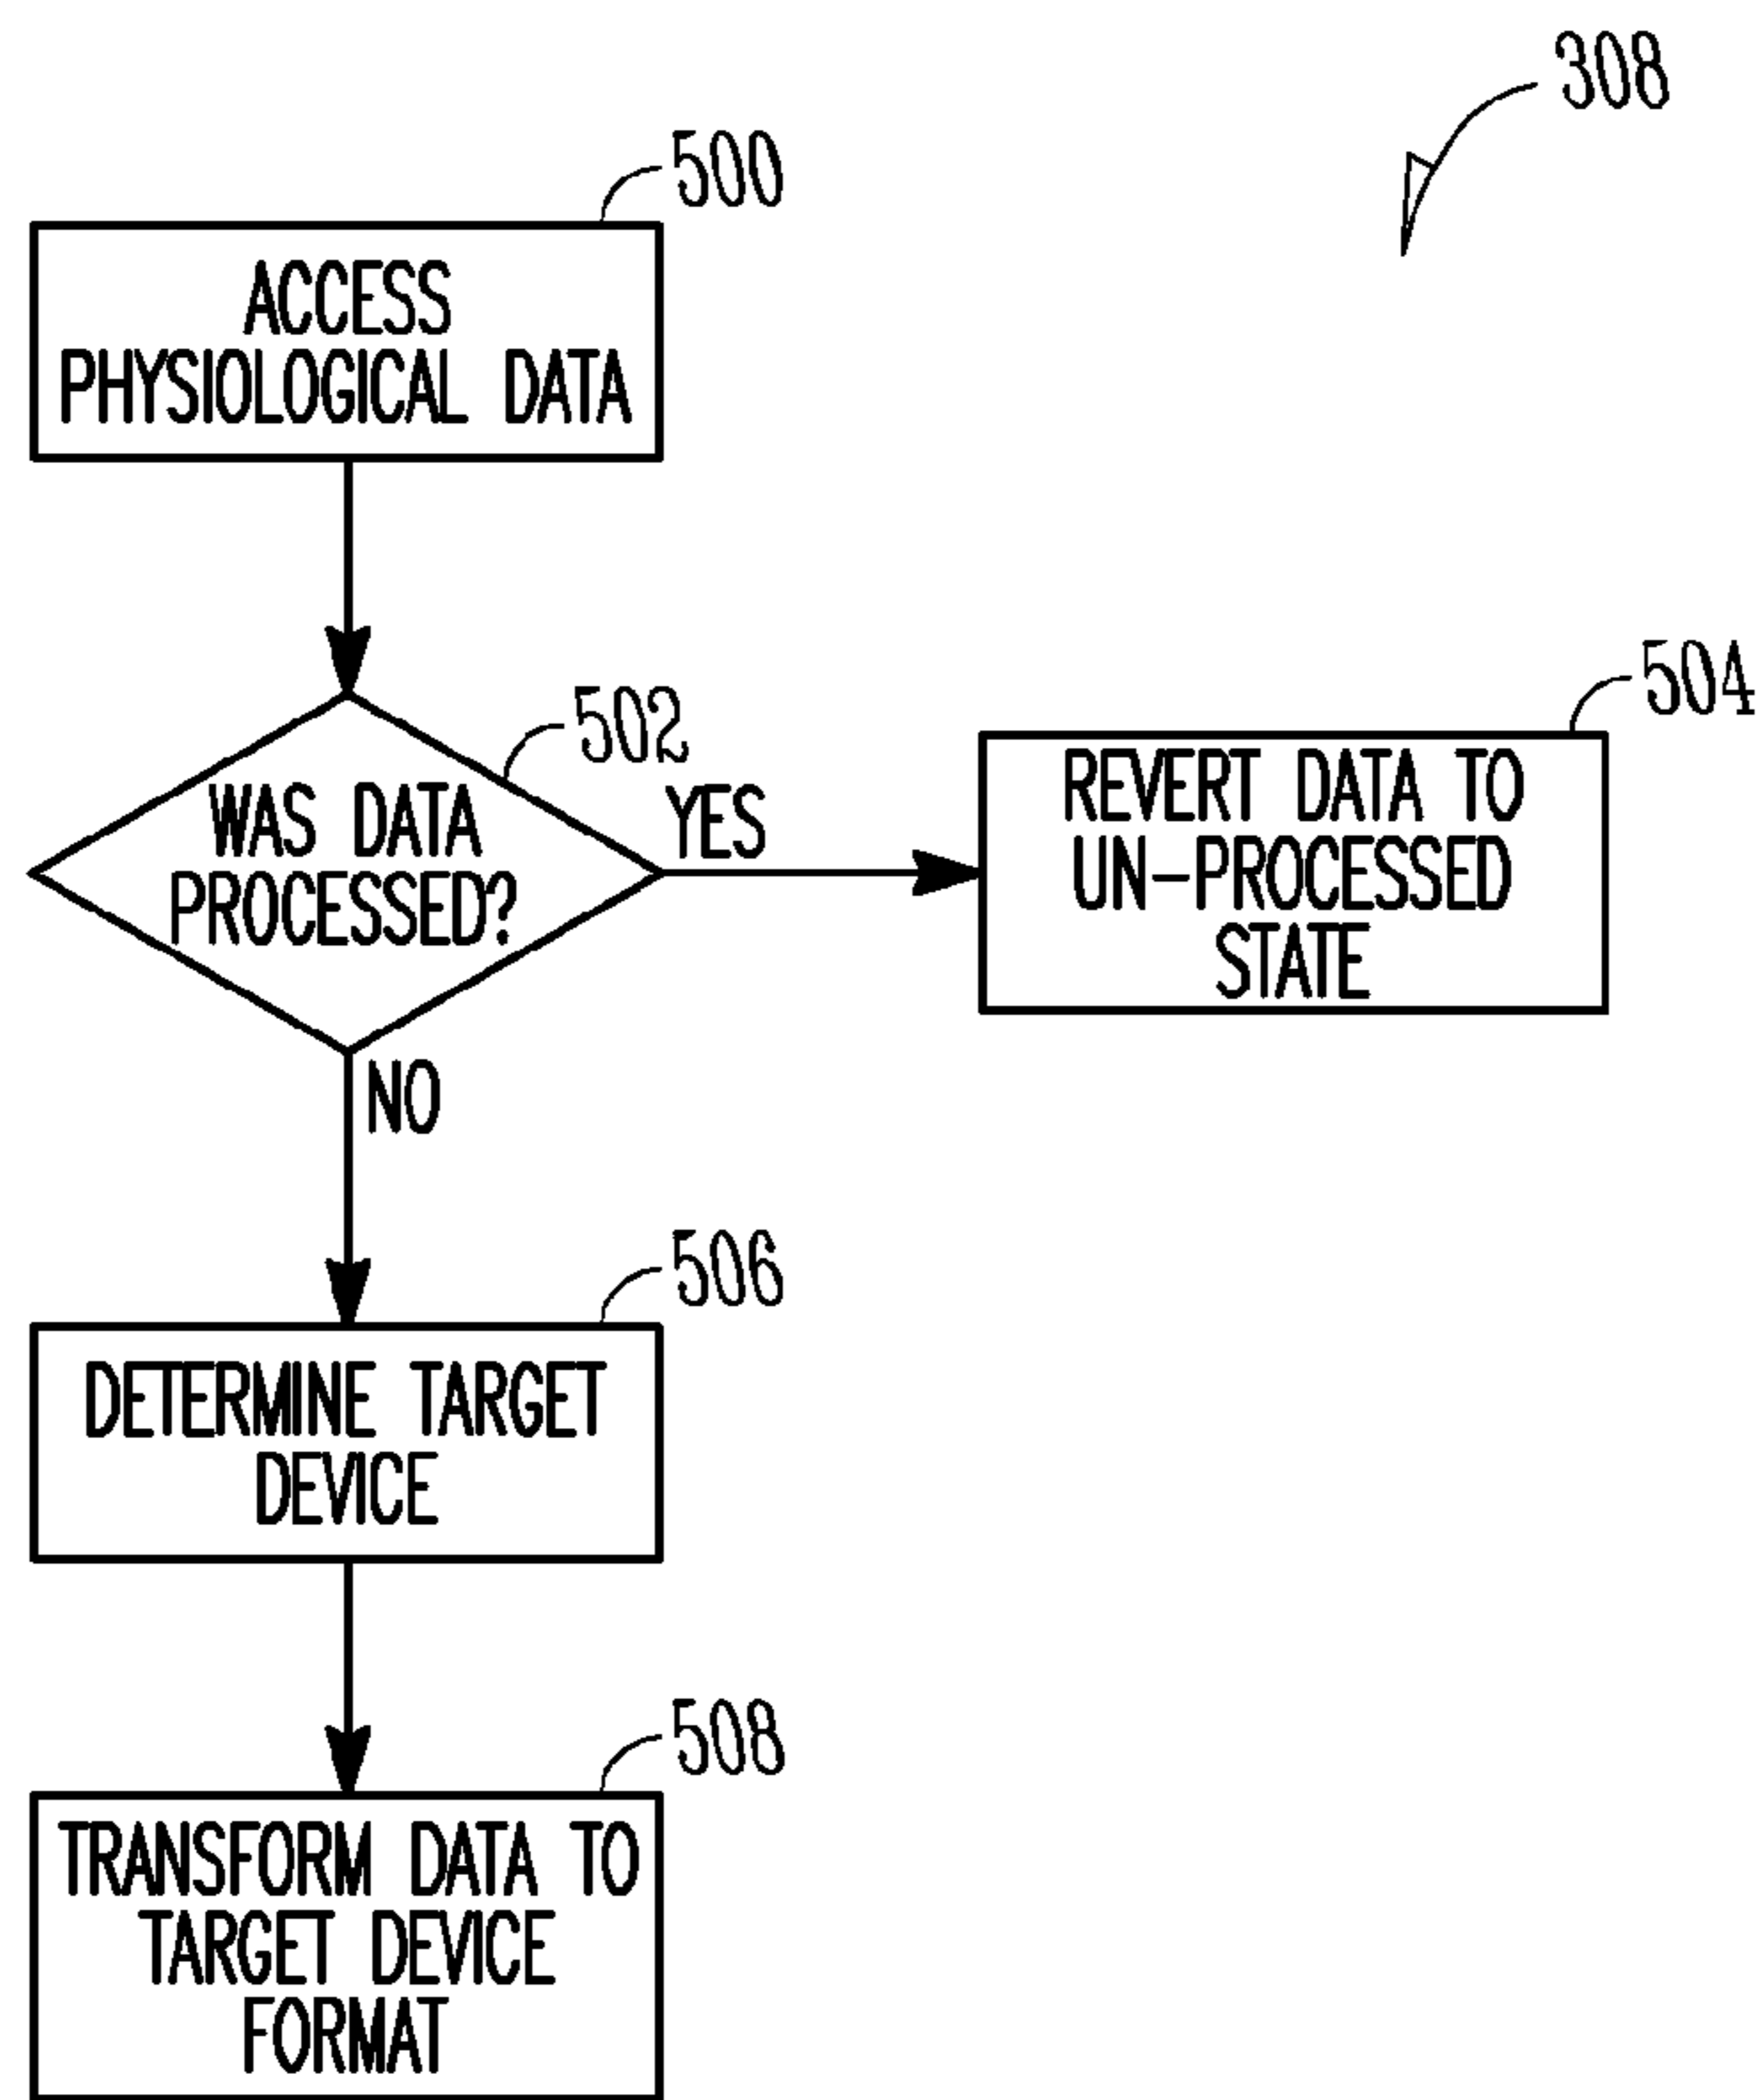 308
500
ACCESS
PHYSIOLOGICAL DATA
502
WAS DATA
PROCESSED?
YES
504
REVERT DATA TO
UN-PROCESSED
STATE
NO
506
DETERMINE TARGET
DEVICE
508
TRANSFORM DATA TO
TARGET DEVICE
FORMAT